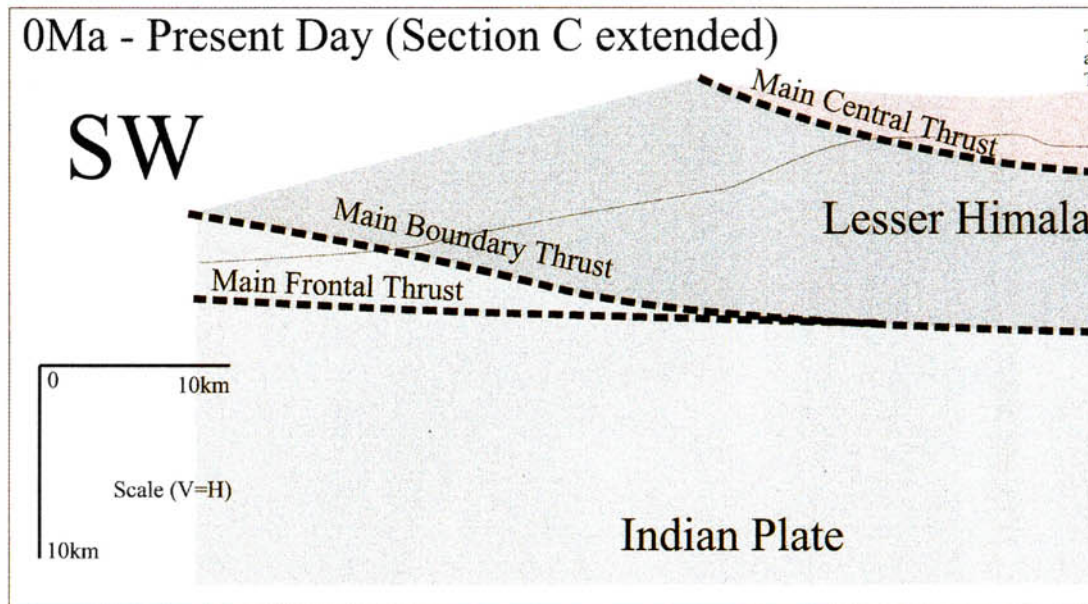 0Ma - Present Day (Section C extended)
SW
Main Central Thrust
Lesser Himala
Main Boundary Thrust
Main Frontal Thrust
0
10km
Scale (V=H)
10km
Indian Plate